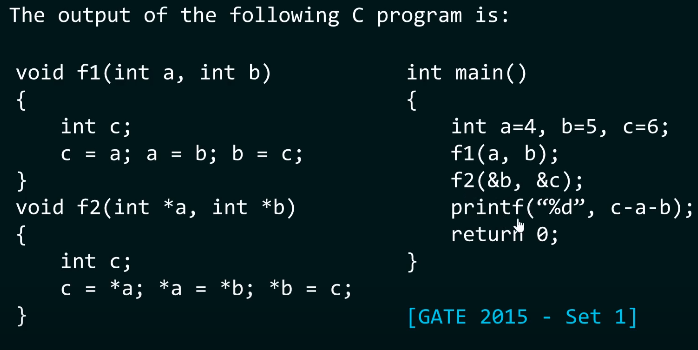 The output of the following C program is:
void f1(int a, int b)
{
int c;
c = a; a = b; b = c;
}
void f2(int *a, int *b)
{
int c;
c = *a; *a = *b; *b = c;
}
int main()
{
int a=4, b=5, c=6;
f1(a, b);
f2(&b, &c);
printf(“%d”, c-a-b);
return 0;
}
[GATE 2015 - Set 1]